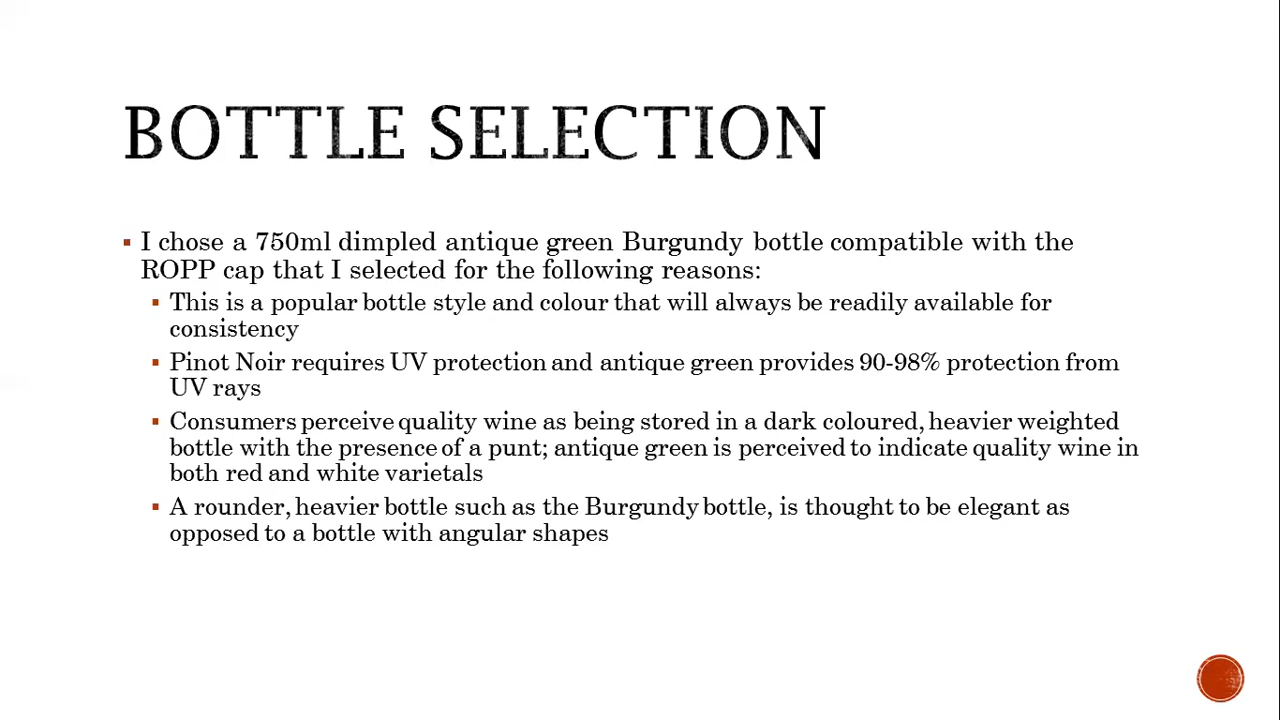 BOTTLE SELECTION
I chose a 750ml dimpled antique green Burgundy bottle compatible with the
ROPP cap that I selected for the following reasons:
This is a popular bottle style and colour that will always be readily available for
consistency
Pinot Noir requires UV protection and antique green provides 90-98% protection from
UV rays
Consumers perceive quality wine as being stored in a dark coloured, heavier weighted
bottle with the presence of a punt; antique green is perceived to indicate quality wine in
both red and white varietals
A rounder, heavier bottle such as the Burgundy bottle, is thought to be elegant as
opposed to a bottle with angular shapes